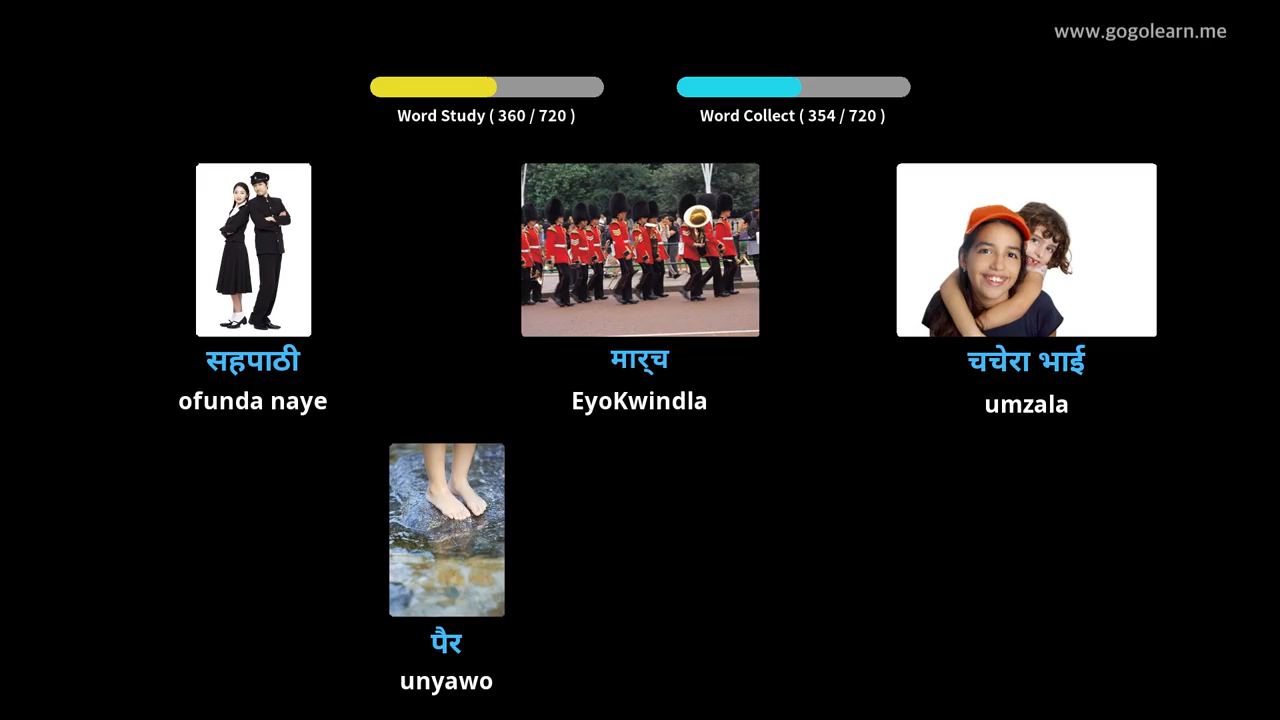 www.gogolearn.me
Word Study ( 360 / 720 )
Word Collect ( 354 / 720 )
सहपाठी
मार्च
चचेरा भाई
ofunda naye
EyoKwindla
umzala
पैर
unyawo